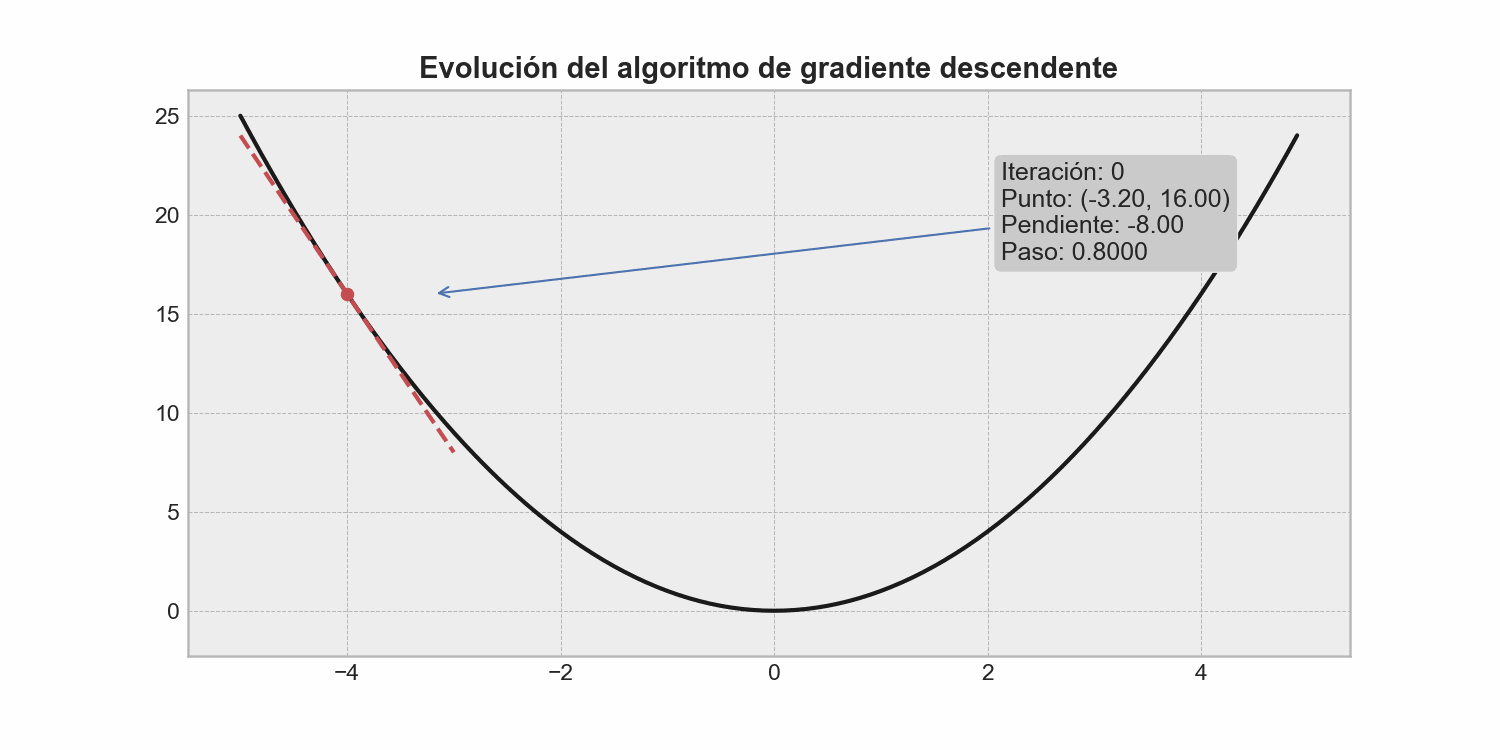 Evolución del algoritmo de gradiente descendente
25
20
15
10
5
0
Iteración: 0
Punto: (-3.20, 16.00)
Pendiente: -8.00
Paso: 0.8000
−4
−2
0
2
4